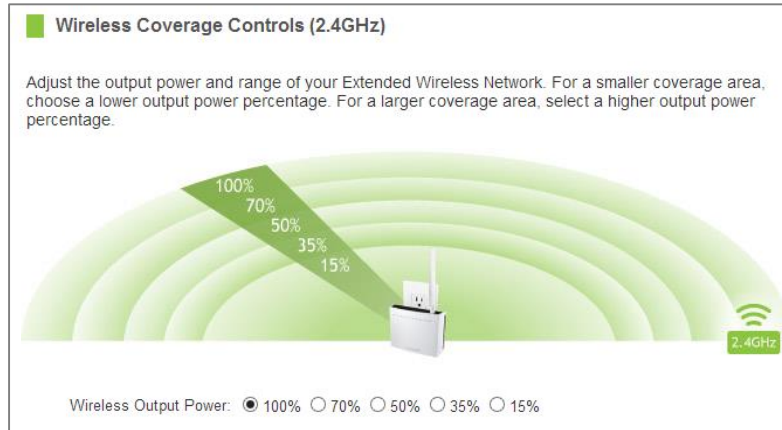 Wireless Coverage Controls (2.4GHz)
Adjust the output power and range of your Extended Wireless Network. For a smaller coverage area,
choose a lower output power percentage. For a larger coverage area, select a higher output power
percentage.
100%
70%
50%
35%
15%
2.4GHz
Wireless Output Power: 100% 70% 50% 35% 15%